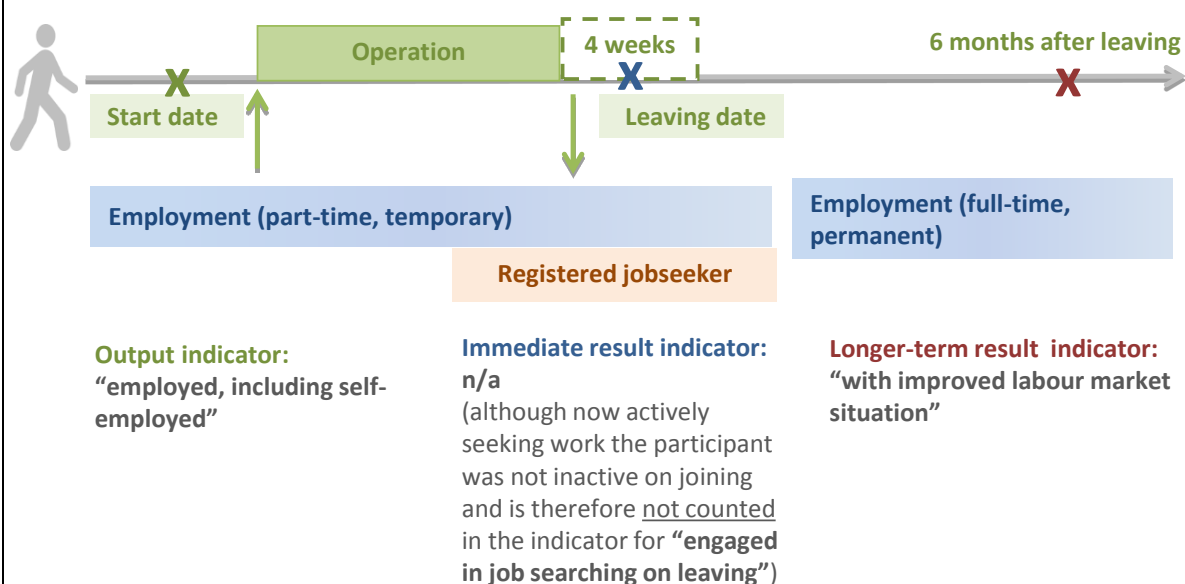 Operation
4 weeks
6 months after leaving
X
X
X
Start date
Leaving date
Employment (part-time, temporary)
Employment (full-time,
permanent)
Registered jobseeker
Output indicator:
“employed, including self-
employed”
Immediate result indicator:
n/a
(although now actively
seeking work the participant
was not inactive on joining
and is therefore not counted
in the indicator for “engaged
in job searching on leaving”)
Longer-term result  indicator:
“with improved labour market
situation”